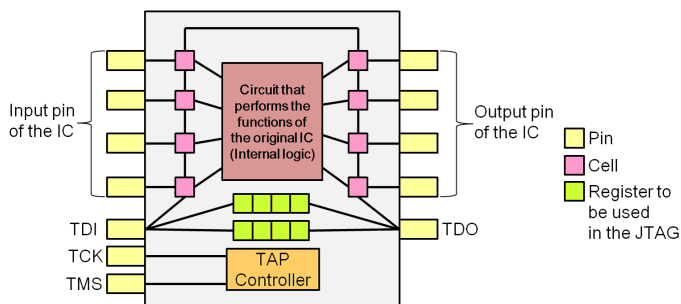 Input pin
of the IC
Circuit that
performs the
functions of
the original IC
(Internal logic)
Output pin
of the IC
Pin
Cell
Register to
be used
in the JTAG
TDI
TDO
TCK
TMS
TAP
Controller